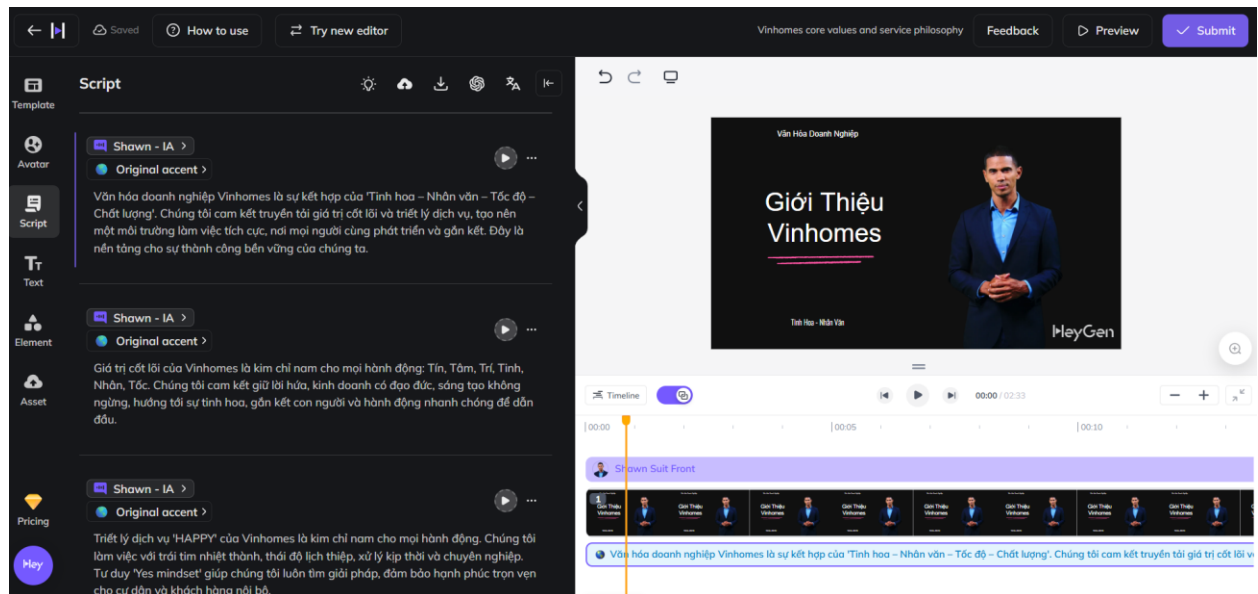 Saved
How to use
Try new editor
Vinhomes core values and service philosophy
Feedback
Preview
Submit
Template
Avatar
Script
Text
Element
Asset
Pricing
Hey
Script
Shawn - IA >
Original accent >
Văn hóa doanh nghiệp Vinhomes là sự kết hợp của 'Tinh hoa – Nhân văn – Tốc độ –
Chất lượng'. Chúng tôi cam kết truyền tải giá trị cốt lõi và triết lý dịch vụ, tạo nên
một môi trường làm việc tích cực, nơi mọi người cùng phát triển và gắn kết. Đây là
nền tảng cho sự thành công bền vững của chúng ta.
Shawn - IA >
Original accent >
Giá trị cốt lõi của Vinhomes là kim chỉ nam cho mọi hành động: Tín, Tâm, Trí, Tinh,
Nhân, Tốc. Chúng tôi cam kết giữ lời hứa, kinh doanh có đạo đức, sáng tạo không
ngừng, hướng tới sự tinh hoa, gắn kết con người và hành động nhanh chóng để dẫn
đầu.
Shawn - IA >
Original accent >
Triết lý dịch vụ 'HAPPY' của Vinhomes là kim chỉ nam cho mọi hành động. Chúng tôi
làm việc với trái tim nhiệt thành, thái độ lịch thiệp, xử lý kịp thời và chuyên nghiệp.
Tư duy 'Yes mindset' giúp chúng tôi luôn tìm giải pháp, đảm bảo hạnh phúc trọn vẹn
cho cư dân và khách hàng nội bộ.
Văn Hóa Doanh Nghiệp
Giới Thiệu
Vinhomes
Tinh Hoa - Nhân Văn
HeyGen
Timeline
00:00 / 02:33
00:00
00:05
00:10
Shawn Suit Front
1
Giới Thiệu
Vinhomes
Văn hóa doanh nghiệp Vinhomes là sự kết hợp của 'Tinh hoa – Nhân văn – Tốc độ – Chất lượng'. Chúng tôi cam kết truyền tải giá trị cốt lõi